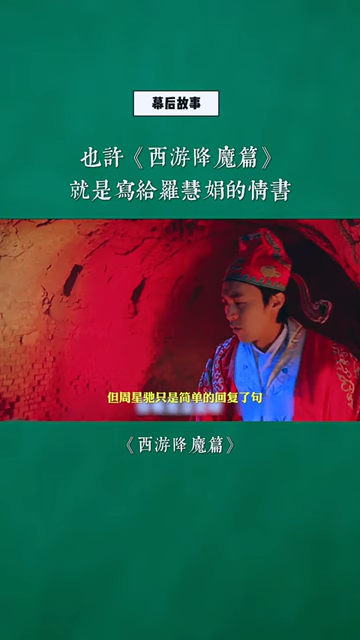 幕后故事
也許《西游降魔篇》
就是寫給羅慧娟的情書
但周星驰只是简单的回复了句
《西游降魔篇》